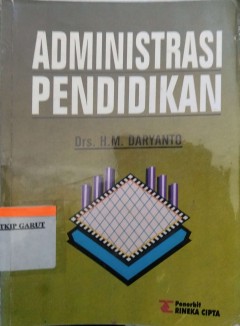 ADMINISTRASI
PENDIDIKAN
Drs. H.M. DARYANTO
TKIP GARUT
Penerbit
RINEKA CIPTA